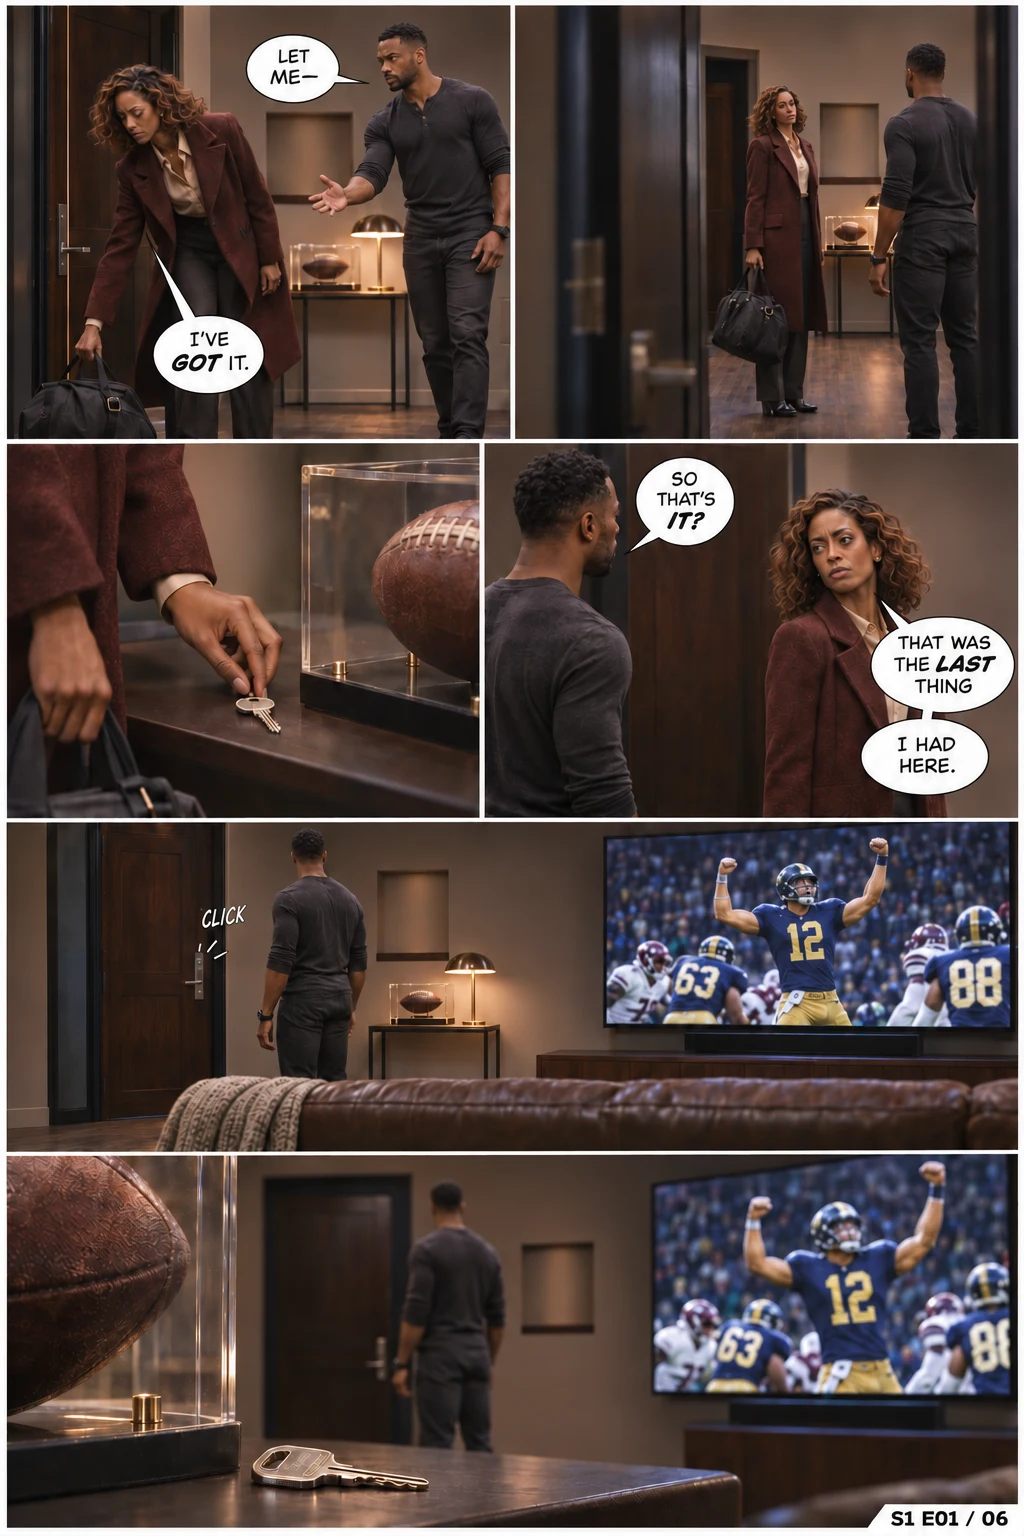 LET
ME—
I'VE
GOT IT.
SO
THAT'S
IT?
THAT WAS
THE LAST
THING
I HAD
HERE.
CLICK
12
63
88
12
63
S1 E01 / 06